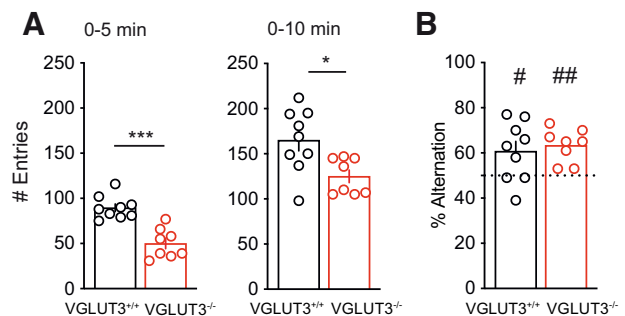 A
0-5 min
250
200
150
100
50
0
# Entries
***
VGLUT3+/+
VGLUT3-/-
0-10 min
250
200
150
100
50
0
*
VGLUT3+/+
VGLUT3-/-
B
100
80
60
40
20
0
% Alternation
#
##
VGLUT3+/+
VGLUT3-/-